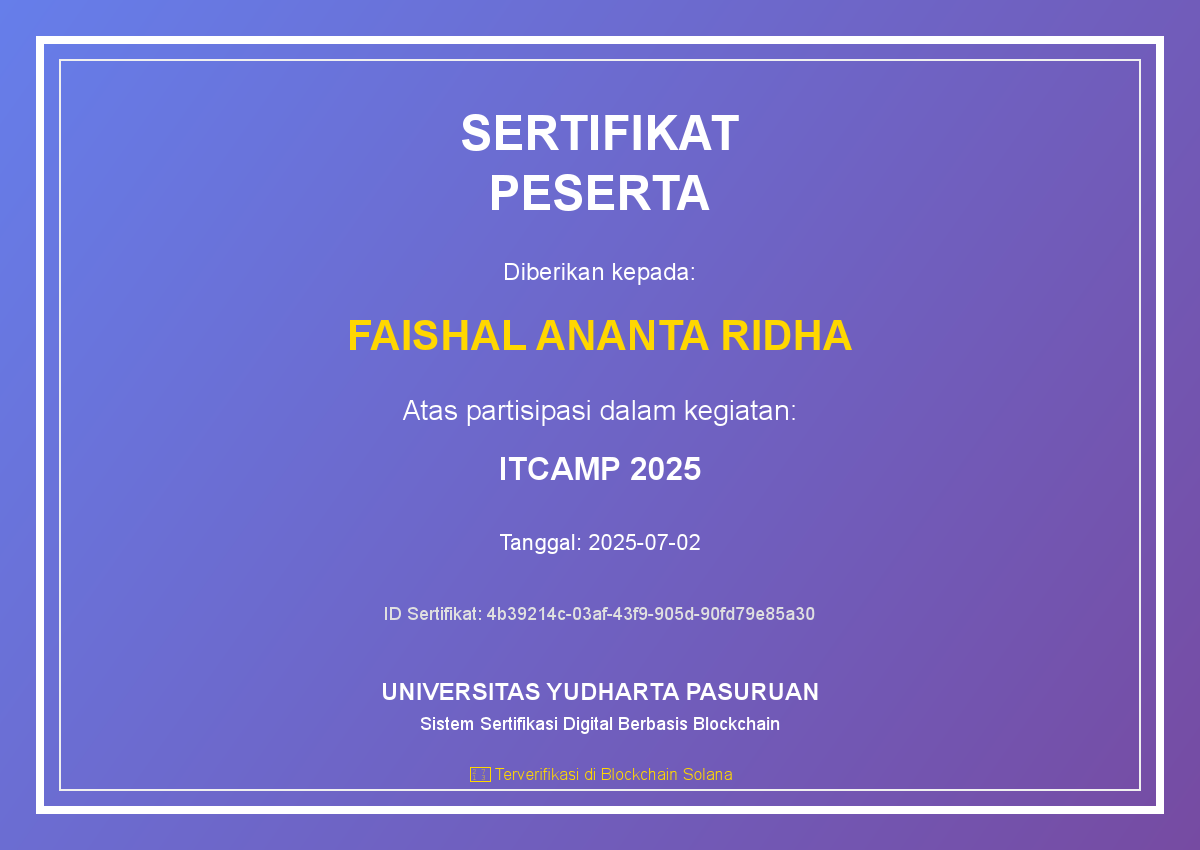 SERTIFIKAT
PESERTA
Diberikan kepada:
FAISHAL ANANTA RIDHA
Atas partisipasi dalam kegiatan:
ITCAMP 2025
Tanggal: 2025-07-02
ID Sertifikat: 4b39214c-03af-43f9-905d-90fd79e85a30
UNIVERSITAS YUDHARTA PASURUAN
Sistem Sertifikasi Digital Berbasis Blockchain
Terverifikasi di Blockchain Solana